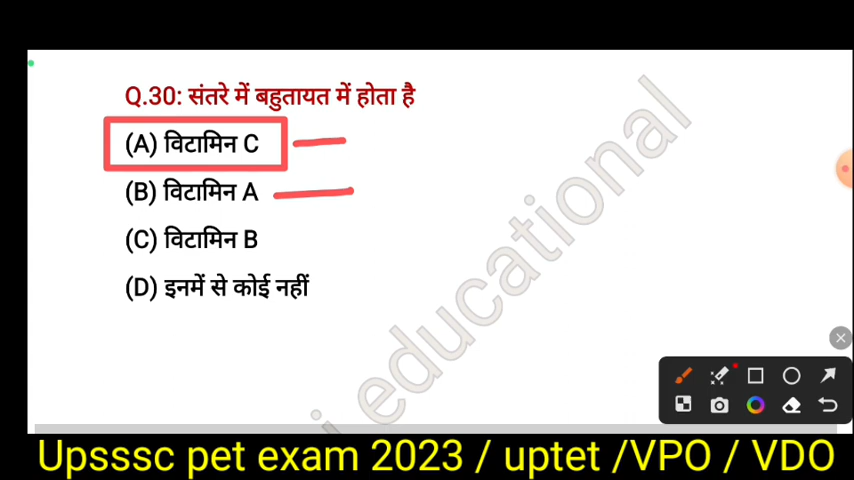 Q.30: संतरे में बहुतायत में होता है
(A) विटामिन C
(B) विटामिन A
(C) विटामिन B
(D) इनमें से कोई नहीं
educational
Upsssc pet exam 2023 / uptet /VPO / VDO